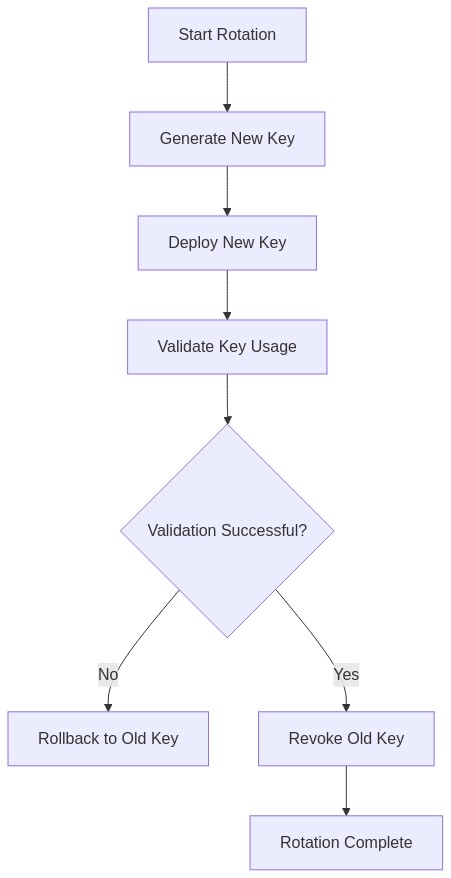 Start Rotation
Generate New Key
Deploy New Key
Validate Key Usage
Validation Successful?
No
Yes
Rollback to Old Key
Revoke Old Key
Rotation Complete